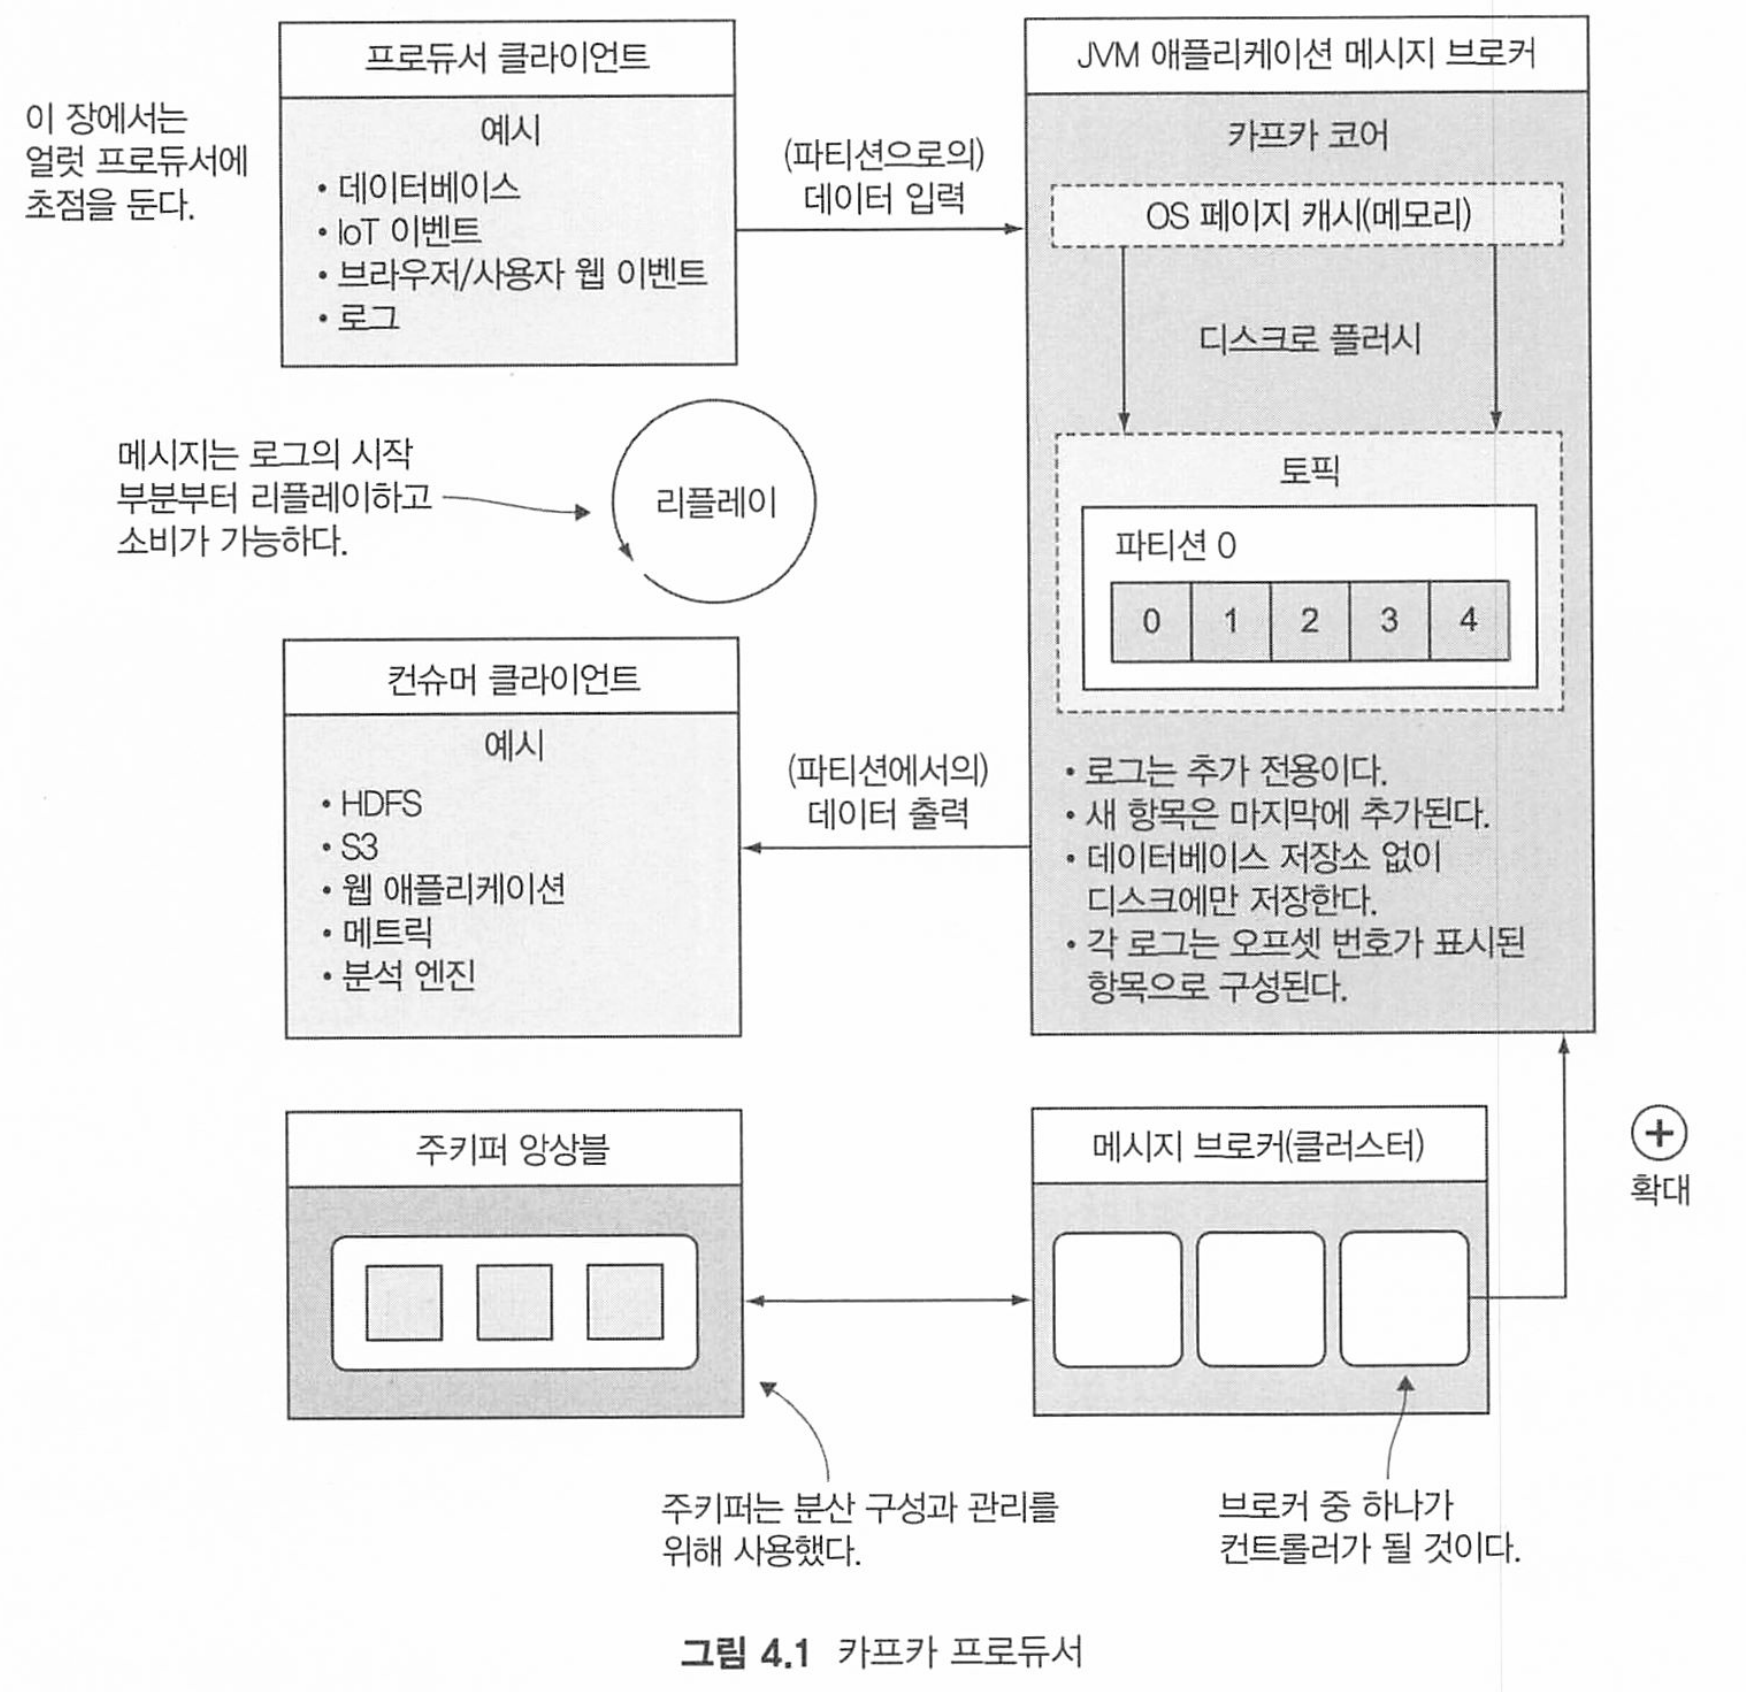 프로듀서 클라이언트
예시
• 데이터베이스
• IoT 이벤트
• 브라우저/사용자 웹 이벤트
• 로그
이 장에서는
얼럿 프로듀서에
초점을 둔다.
(파티션으로의)
데이터 입력
JVM 애플리케이션 메시지 브로커
카프카 코어
OS 페이지 캐시(메모리)
디스크로 플러시
토픽
파티션 0
0 1 2 3 4
• 로그는 추가 전용이다.
• 새 항목은 마지막에 추가된다.
• 데이터베이스 저장소 없이
디스크에만 저장한다.
• 각 로그는 오프셋 번호가 표시된
항목으로 구성된다.
메시지는 로그의 시작
부분부터 리플레이하고
소비가 가능하다.
리플레이
컨슈머 클라이언트
예시
• HDFS
• S3
• 웹 애플리케이션
• 메트릭
• 분석 엔진
(파티션에서의)
데이터 출력
주키퍼 앙상블
메시지 브로커(클러스터)
+
확대
주키퍼는 분산 구성과 관리를
위해 사용했다.
브로커 중 하나가
컨트롤러가 될 것이다.
그림 4.1 카프카 프로듀서